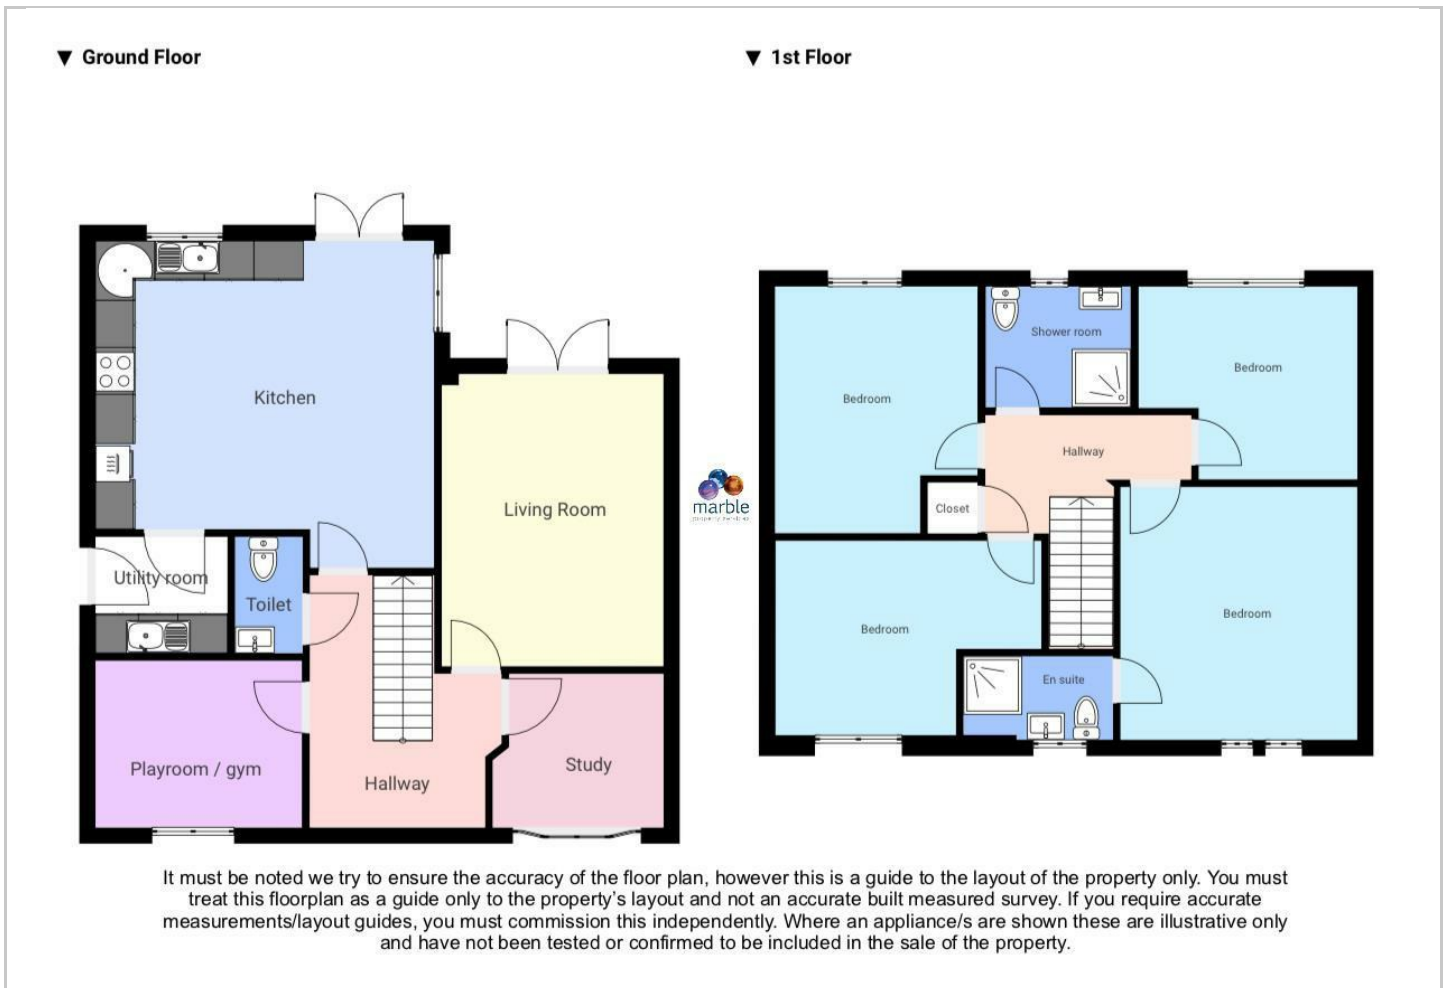 ▼ Ground Floor
▼ 1st Floor
Kitchen
Living Room
Utility room
Toilet
Playroom / gym
Hallway
Study
marble
property services
Bedroom
Shower room
Bedroom
Hallway
Closet
Bedroom
Bedroom
En suite
It must be noted we try to ensure the accuracy of the floor plan, however this is a guide to the layout of the property only. You must
treat this floorplan as a guide only to the property's layout and not an accurate built measured survey. If you require accurate
measurements/layout guides, you must commission this independently. Where an appliance/s are shown these are illustrative only
and have not been tested or confirmed to be included in the sale of the property.